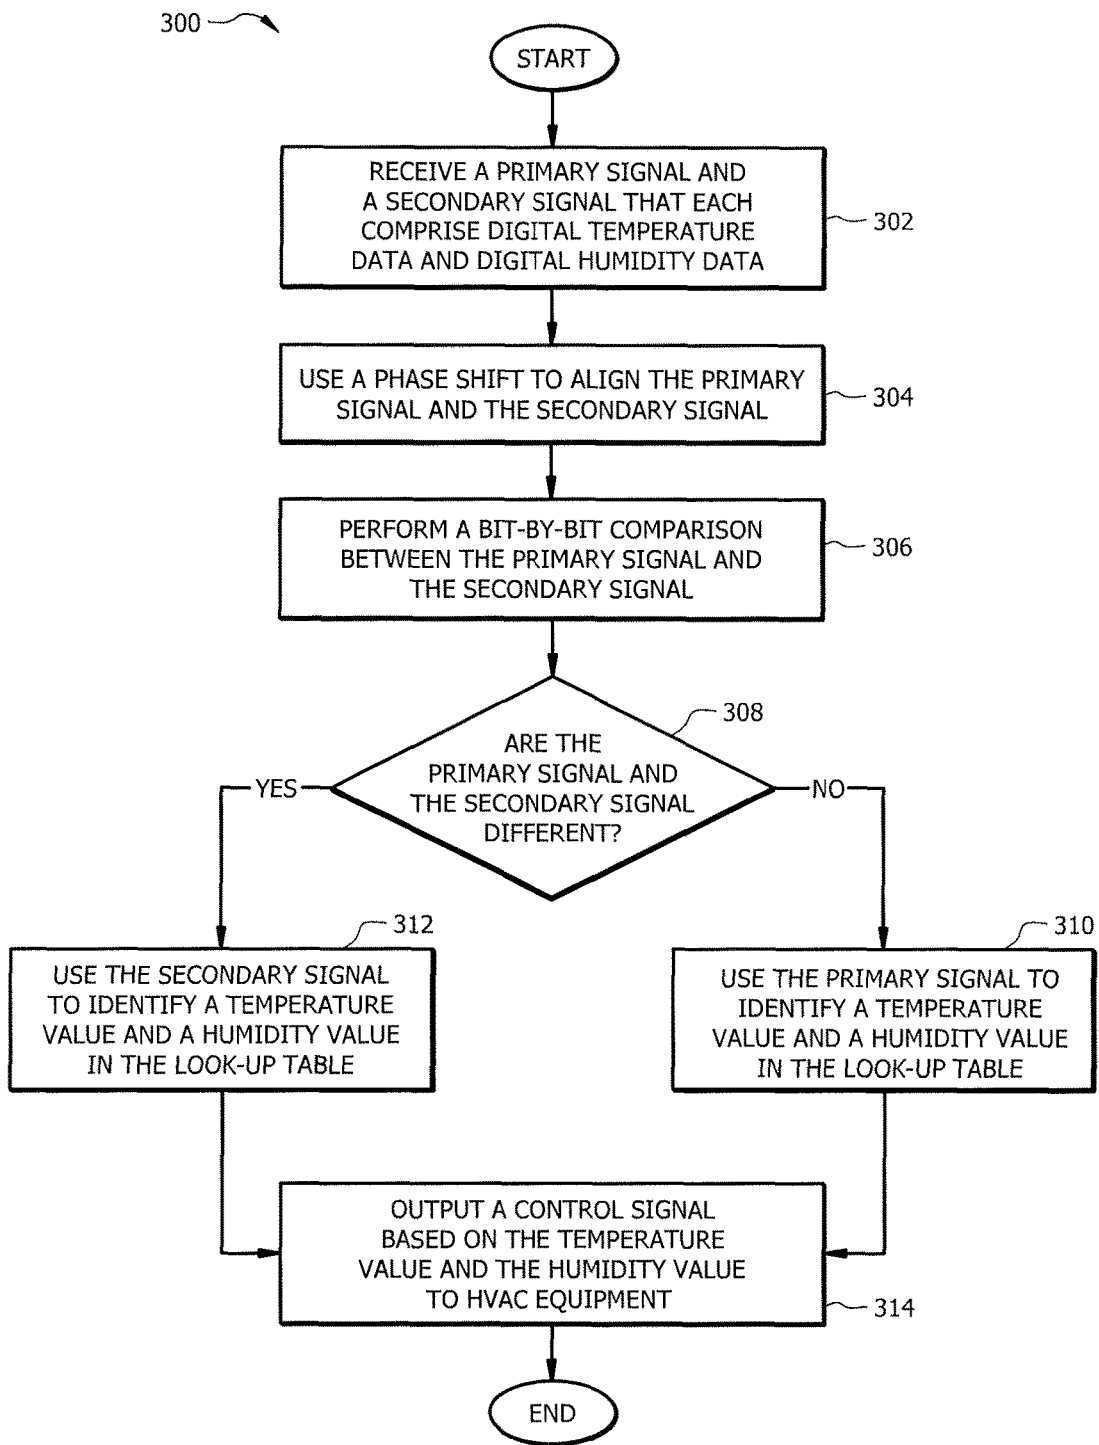 300
START
RECEIVE A PRIMARY SIGNAL AND
A SECONDARY SIGNAL THAT EACH
COMPRISE DIGITAL TEMPERATURE
DATA AND DIGITAL HUMIDITY DATA
302
USE A PHASE SHIFT TO ALIGN THE PRIMARY
SIGNAL AND THE SECONDARY SIGNAL
304
PERFORM A BIT-BY-BIT COMPARISON
BETWEEN THE PRIMARY SIGNAL AND
THE SECONDARY SIGNAL
306
308
ARE THE
PRIMARY SIGNAL AND
THE SECONDARY SIGNAL
DIFFERENT?
YES
NO
312
USE THE SECONDARY SIGNAL
TO IDENTIFY A TEMPERATURE
VALUE AND A HUMIDITY VALUE
IN THE LOOK-UP TABLE
310
USE THE PRIMARY SIGNAL TO
IDENTIFY A TEMPERATURE
VALUE AND A HUMIDITY VALUE
IN THE LOOK-UP TABLE
OUTPUT A CONTROL SIGNAL
BASED ON THE TEMPERATURE
VALUE AND THE HUMIDITY VALUE
TO HVAC EQUIPMENT
314
END